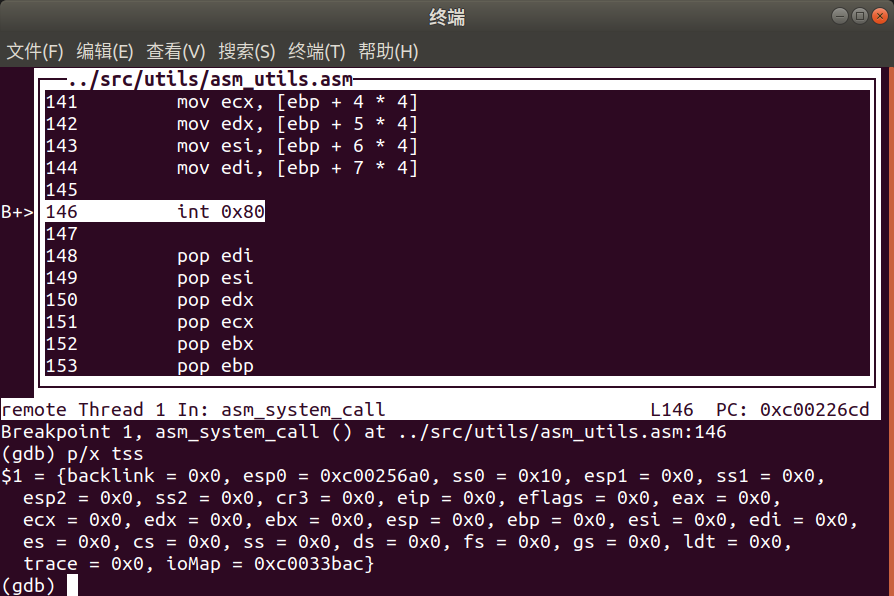 终端
文件(F) 编辑(E) 查看(V) 搜索(S) 终端(T) 帮助(H)
../src/utils/asm_utils.asm
141 mov ecx, [ebp + 4 * 4]
142 mov edx, [ebp + 5 * 4]
143 mov esi, [ebp + 6 * 4]
144 mov edi, [ebp + 7 * 4]
145
B+> 146 int 0x80
147
148 pop edi
149 pop esi
150 pop edx
151 pop ecx
152 pop ebx
153 pop ebp
remote Thread 1 In: asm_system_call L146 PC: 0xc00226cd
Breakpoint 1, asm_system_call () at ../src/utils/asm_utils.asm:146
(gdb) p/x tss
$1 = {backlink = 0x0, esp0 = 0xc00256a0, ss0 = 0x10, esp1 = 0x0, ss1 = 0x0,
esp2 = 0x0, ss2 = 0x0, cr3 = 0x0, eip = 0x0, eflags = 0x0, eax = 0x0,
ecx = 0x0, edx = 0x0, ebx = 0x0, esp = 0x0, ebp = 0x0, esi = 0x0, edi = 0x0,
es = 0x0, cs = 0x0, ss = 0x0, ds = 0x0, fs = 0x0, gs = 0x0, ldt = 0x0,
trace = 0x0, ioMap = 0xc0033bac}
(gdb)